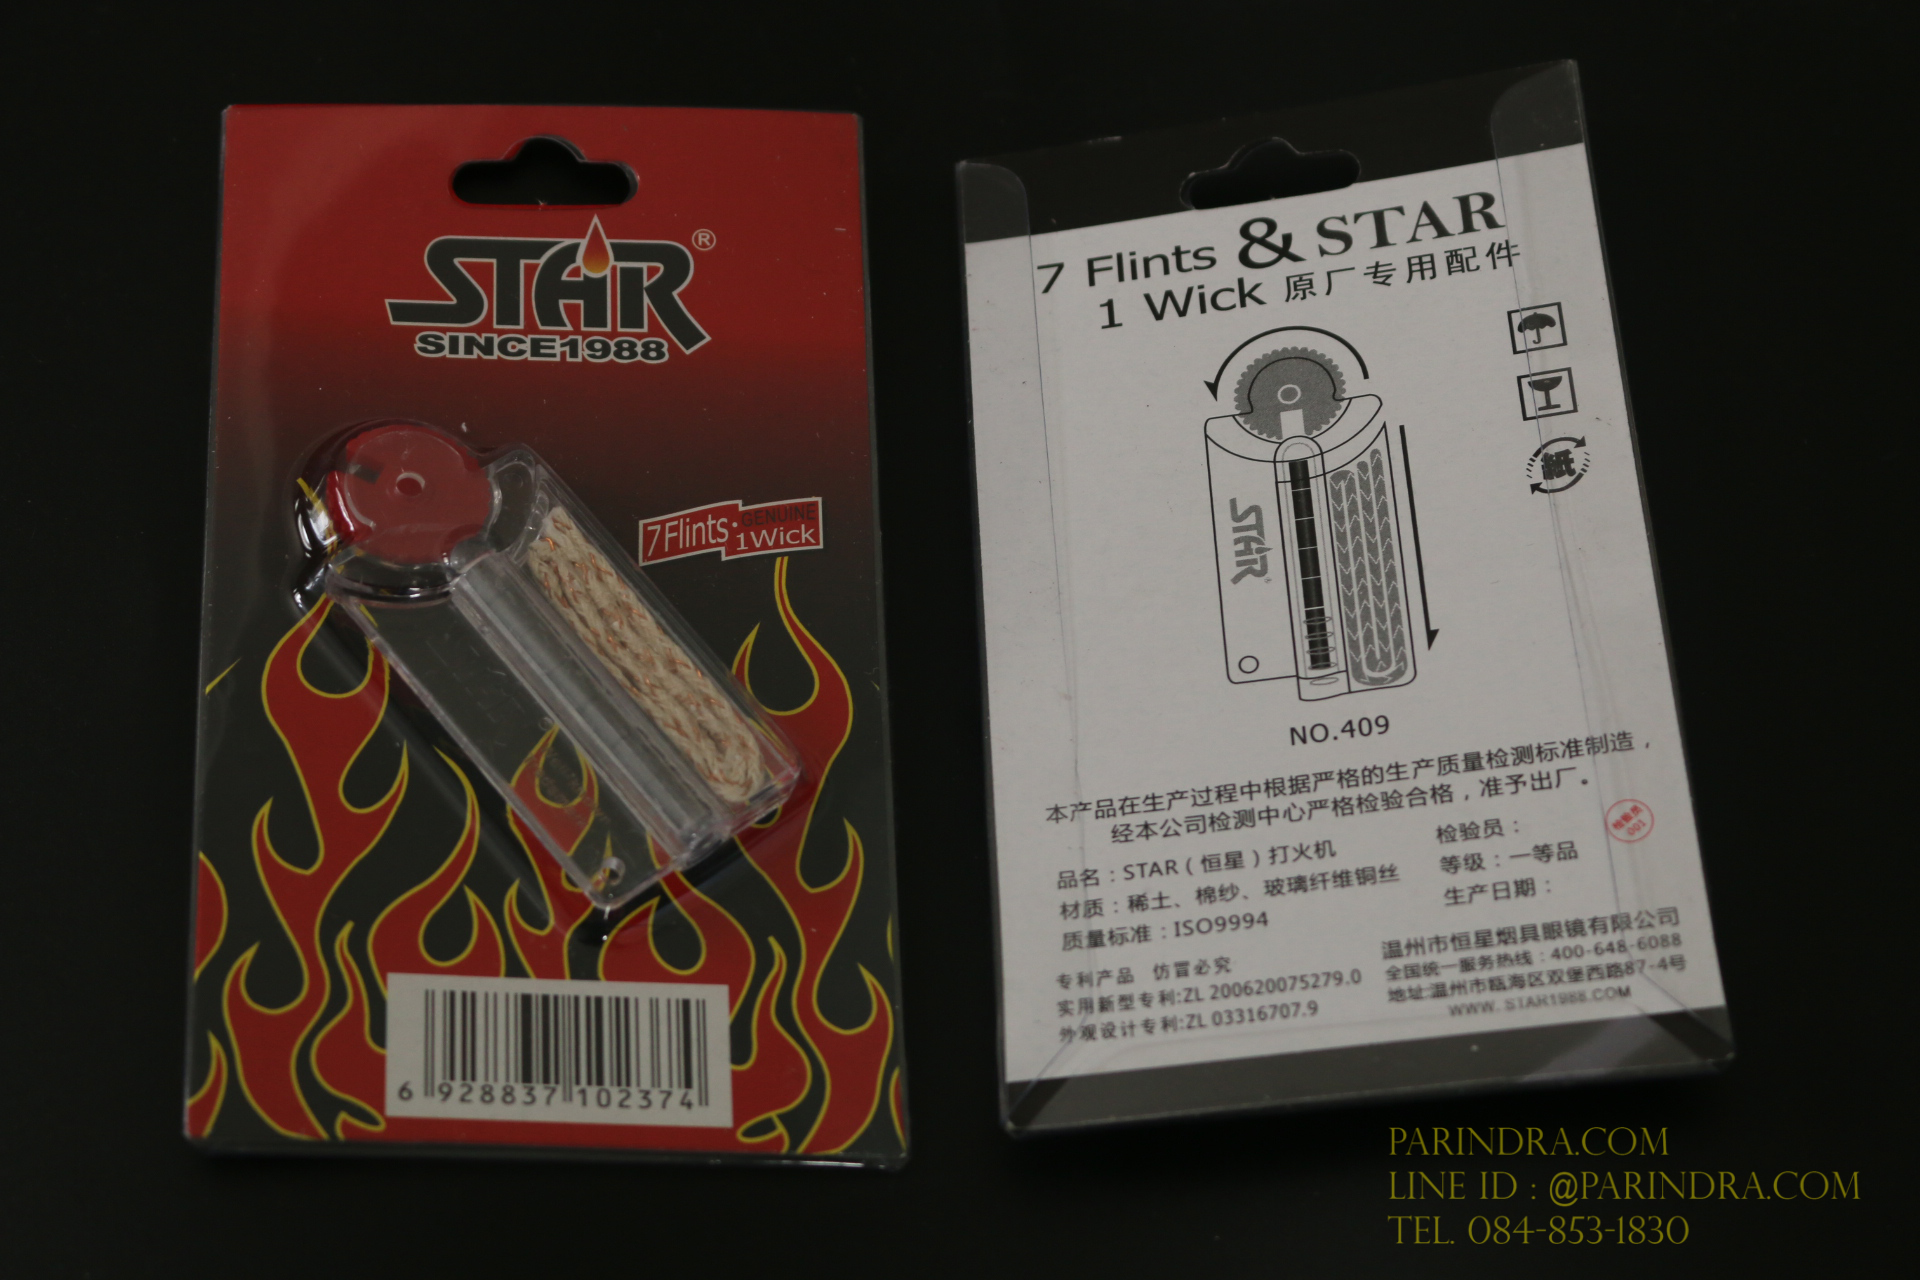 STAR®
SINCE1988
7Flints·
GENUINE
1Wick
6 928837 102374
7 Flints & STAR
1 Wick 原厂专用配件
STAR®
紙
NO.409
本产品在生产过程中根据严格的生产质量检测标准制造，
经本公司检测中心严格检验合格，准予出厂。
品名：STAR（恒星）打火机
材质：稀土、棉纱、玻璃纤维铜丝
质量标准：ISO9994
检验员：
等级：一等品
生产日期：
检验员
001
专利产品 仿冒必究
实用新型专利:ZL 200620075279.0
外观设计专利:ZL 03316707.9
温州市恒星烟具眼镜有限公司
全国统一服务热线：400-648-6088
地址:温州市瓯海区双堡西路87-4号
WWW.STAR1988.COM
PARINDRA.COM
LINE ID : @PARINDRA.COM
TEL. 084-853-1830